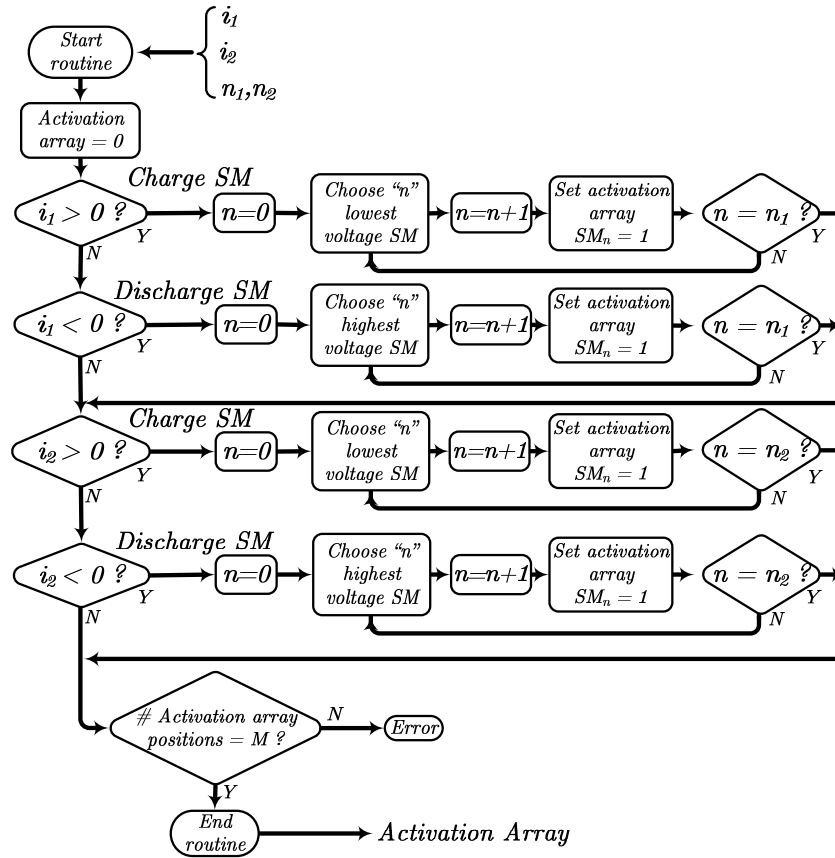 Start
routine
i₁
i₂
n₁,n₂
Activation
array = 0
Charge SM
i₁ > 0 ?
Y
N
n=0
Choose “n”
lowest
voltage SM
n=n+1
Set activation
array
SMₙ = 1
n = n₁ ?
Y
N
Discharge SM
i₁ < 0 ?
Y
N
n=0
Choose “n”
highest
voltage SM
n=n+1
Set activation
array
SMₙ = 1
n = n₁ ?
Y
N
Charge SM
i₂ > 0 ?
Y
N
n=0
Choose “n”
lowest
voltage SM
n=n+1
Set activation
array
SMₙ = 1
n = n₂ ?
Y
N
Discharge SM
i₂ < 0 ?
Y
N
n=0
Choose “n”
highest
voltage SM
n=n+1
Set activation
array
SMₙ = 1
n = n₂ ?
Y
N
# Activation array
positions = M ?
N
Error
Y
End
routine
Activation Array